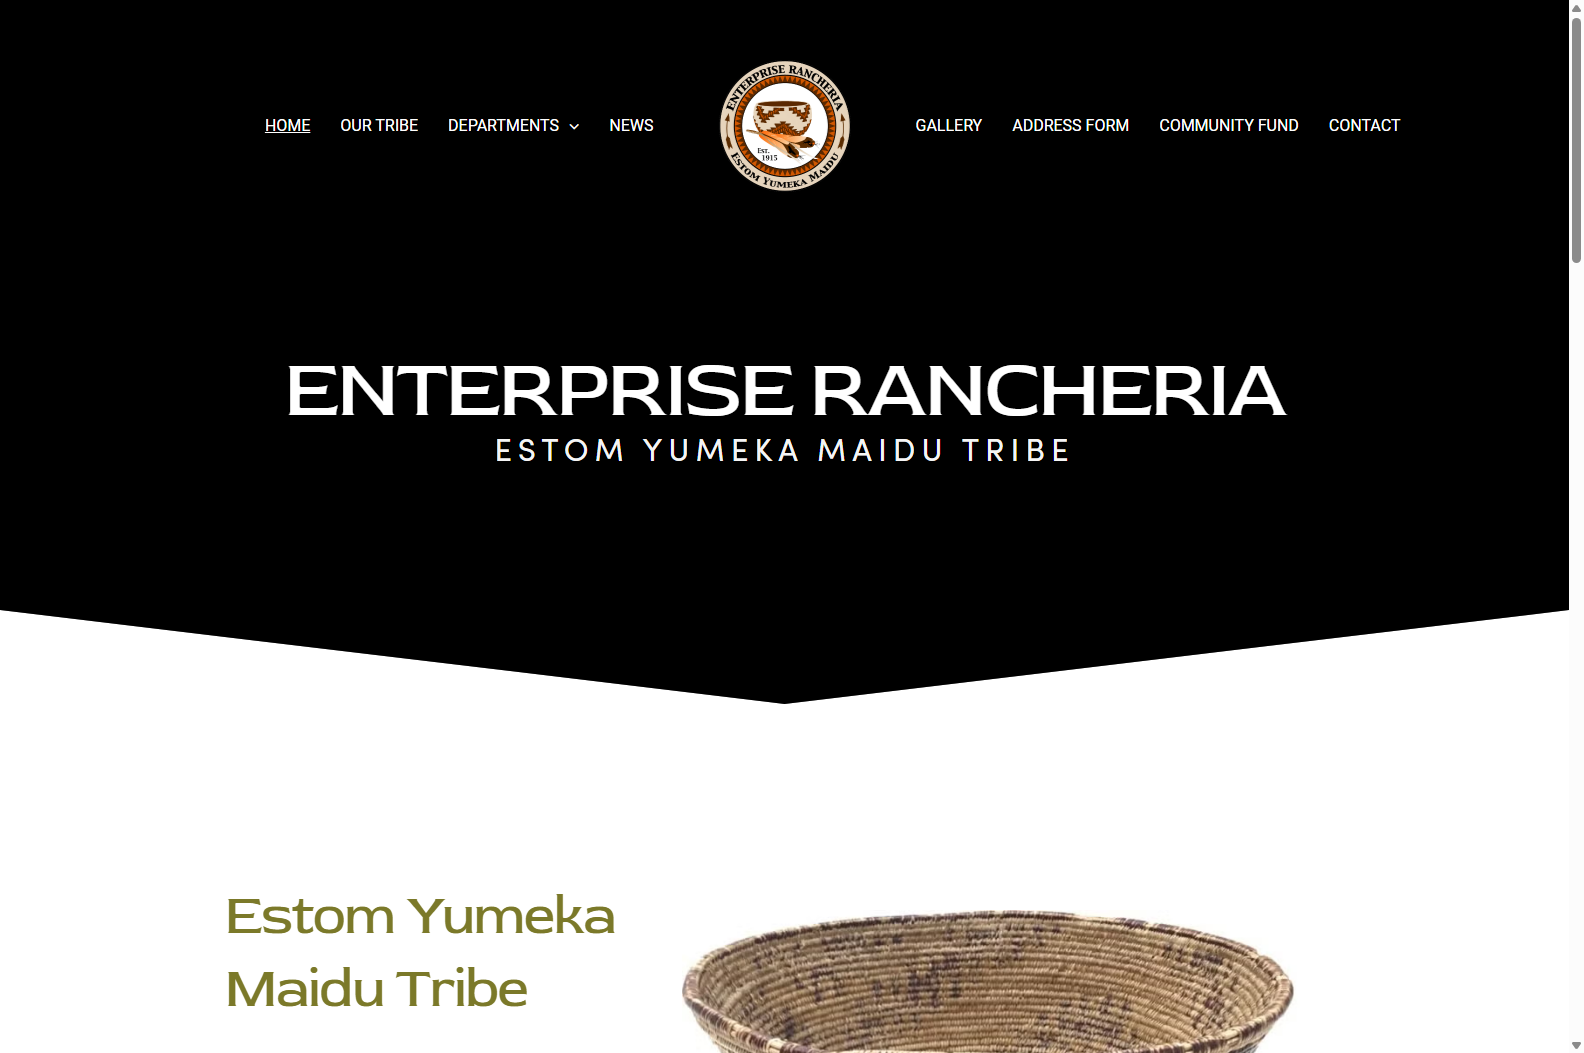 HOME
OUR TRIBE
DEPARTMENTS
NEWS
ENTERPRISE RANCHERIA
EST.
1915
ESTOM YUMEKA MAIDU
GALLERY
ADDRESS FORM
COMMUNITY FUND
CONTACT
ENTERPRISE RANCHERIA
ESTOM YUMEKA MAIDU TRIBE
Estom Yumeka
Maidu Tribe